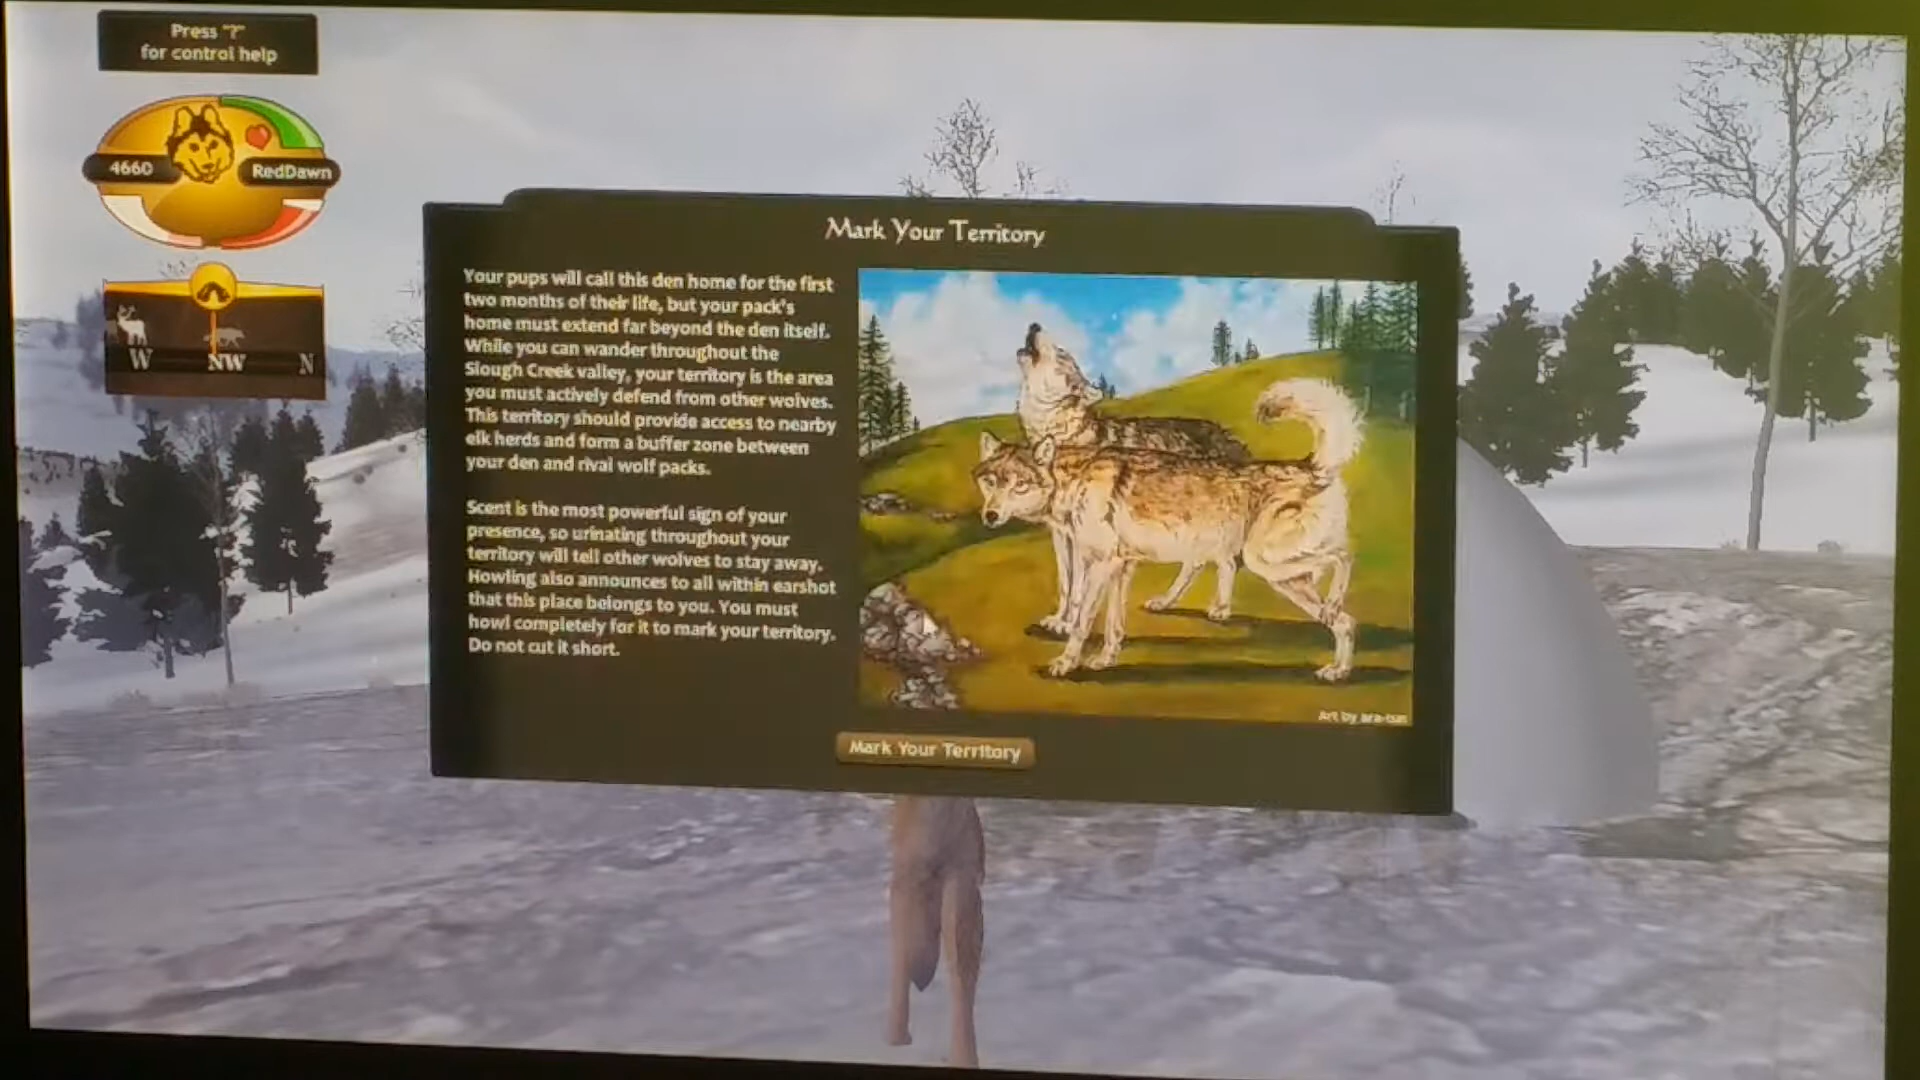 Press "?"
for control help
4660
RedDawn
W
NW
N
Mark Your Territory
Your pups will call this den home for the first
two months of their life, but your pack's
home must extend far beyond the den itself.
While you can wander throughout the
Slough Creek valley, your territory is the area
you must actively defend from other wolves.
This territory should provide access to nearby
elk herds and form a buffer zone between
your den and rival wolf packs.
Scent is the most powerful sign of your
presence, so urinating throughout your
territory will tell other wolves to stay away.
Howling also announces to all within earshot
that this place belongs to you. You must
howl completely for it to mark your territory.
Do not cut it short.
Art by
Mark Your Territory